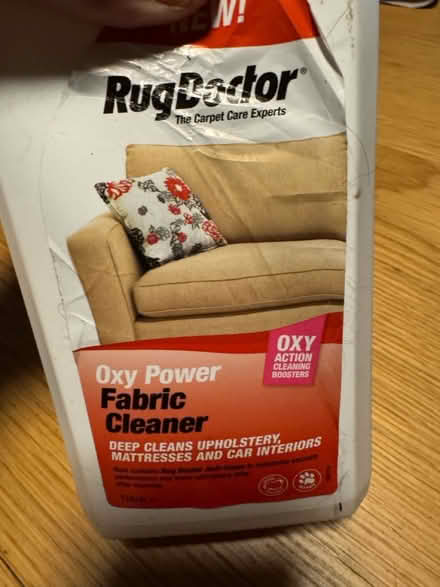 NEW!
RugDoctor®
The Carpet Care Experts
OXY
ACTION
CLEANING
BOOSTERS
Oxy Power
Fabric
Cleaner
DEEP CLEANS UPHOLSTERY,
MATTRESSES AND CAR INTERIORS